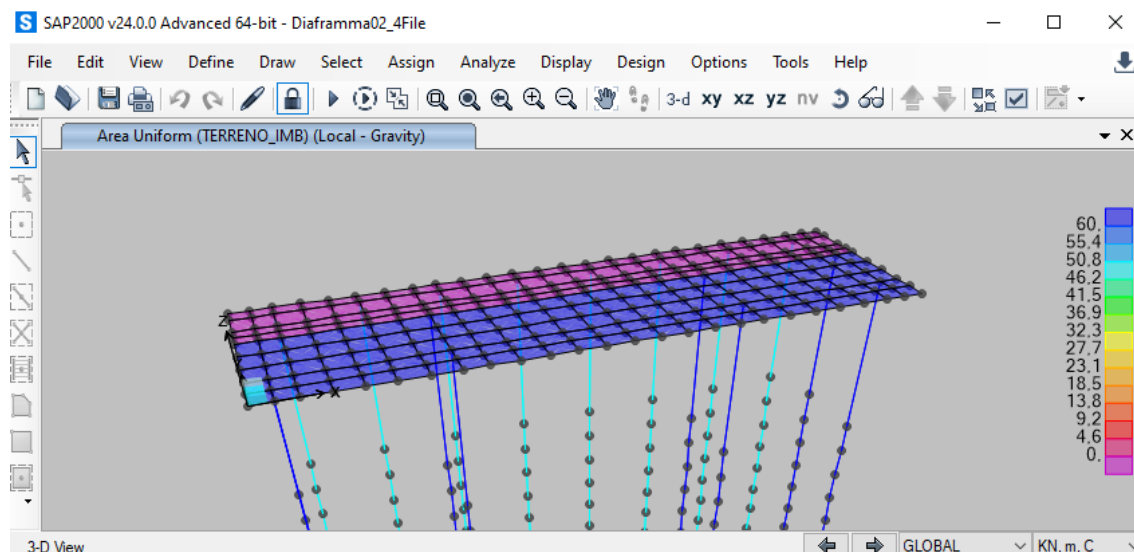 SAP2000 v24.0.0 Advanced 64-bit - Diaframma02_4File
File Edit View Define Draw Select Assign Analyze Display Design Options Tools Help
3-d xy xz yz nv
Area Uniform (TERRENO_IMB) (Local - Gravity)
60.
55.4
50.8
46.2
41.5
36.9
32.3
27.7
23.1
18.5
13.8
9.2
4.6
0.
Z
X
3-D View GLOBAL KN, m, C